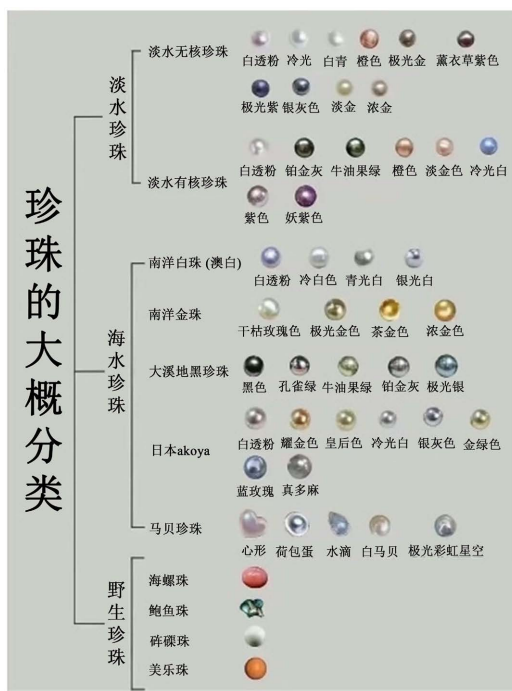 珍珠的大概分类
淡水珍珠
淡水无核珍珠
白透粉 冷光 白青 橙色 极光金 薰衣草紫色
极光紫 银灰色 淡金 浓金
淡水有核珍珠
白透粉 铂金灰 牛油果绿 橙色 淡金色 冷光白
紫色 妖紫色
海水珍珠
南洋白珠 (澳白)
白透粉 冷白色 青光白 银光白
南洋金珠
干枯玫瑰色 极光金色 茶金色 浓金色
大溪地黑珍珠
黑色 孔雀绿 牛油果绿 铂金灰 极光银
日本akoya
白透粉 耀金色 皇后色 冷光白 银灰色 金绿色
蓝玫瑰 真多麻
马贝珍珠
心形 荷包蛋 水滴 白马贝 极光彩虹星空
野生珍珠
海螺珠
鲍鱼珠
砗磲珠
美乐珠